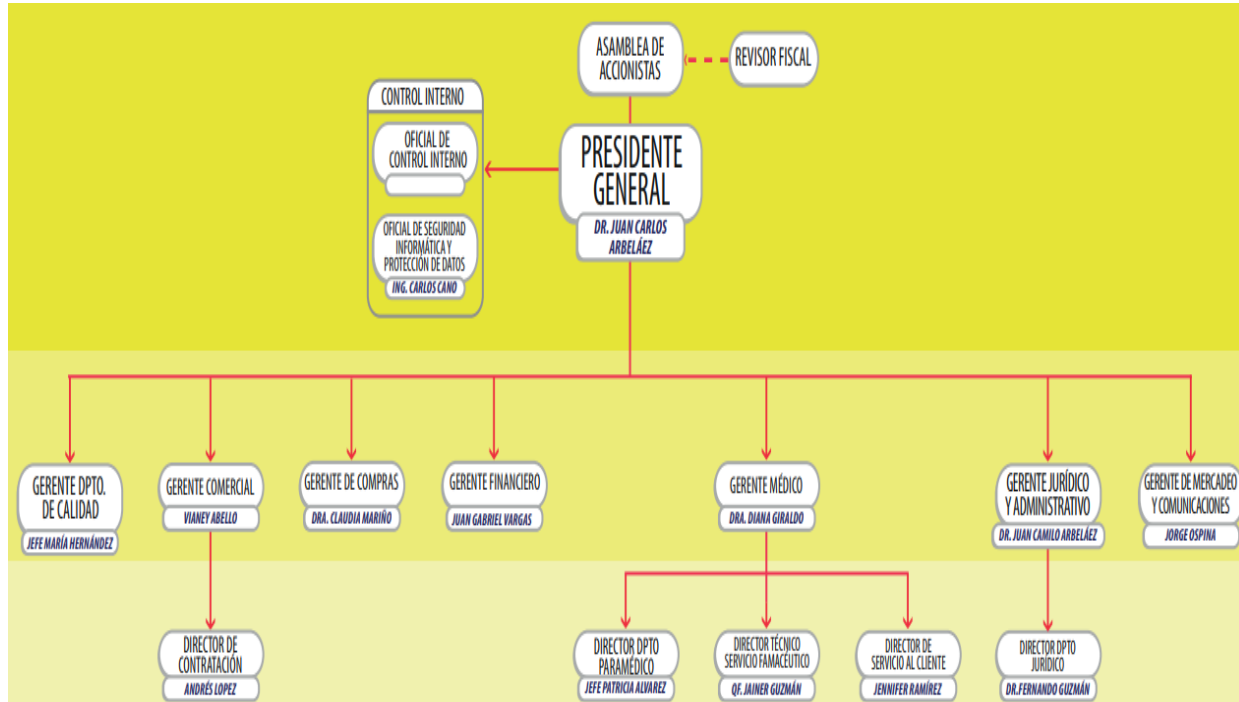 ASAMBLEA DE
ACCIONISTAS
REVISOR FISCAL
CONTROL INTERNO
OFICIAL DE
CONTROL INTERNO
OFICIAL DE SEGURIDAD
INFORMÁTICA Y
PROTECCIÓN DE DATOS
ING. CARLOS CANO
PRESIDENTE
GENERAL
DR. JUAN CARLOS
ARBELÁEZ
GERENTE DPTO.
DE CALIDAD
JEFE MARÍA HERNÁNDEZ
GERENTE COMERCIAL
VIANEY ABELLO
GERENTE DE COMPRAS
DRA. CLAUDIA MARIÑO
GERENTE FINANCIERO
JUAN GABRIEL VARGAS
GERENTE MÉDICO
DRA. DIANA GIRALDO
GERENTE JURÍDICO
Y ADMINISTRATIVO
DR. JUAN CAMILO ARBELÁEZ
GERENTE DE MERCADEO
Y COMUNICACIONES
JORGE OSPINA
DIRECTOR DE
CONTRATACIÓN
ANDRÉS LOPEZ
DIRECTOR DPTO
PARAMÉDICO
JEFE PATRICIA ALVAREZ
DIRECTOR TÉCNICO
SERVICIO FAMACÉUTICO
QF. JAINER GUZMÁN
DIRECTOR DE
SERVICIO AL CLIENTE
JENNIFER RAMÍREZ
DIRECTOR DPTO
JURÍDICO
DR.FERNANDO GUZMÁN